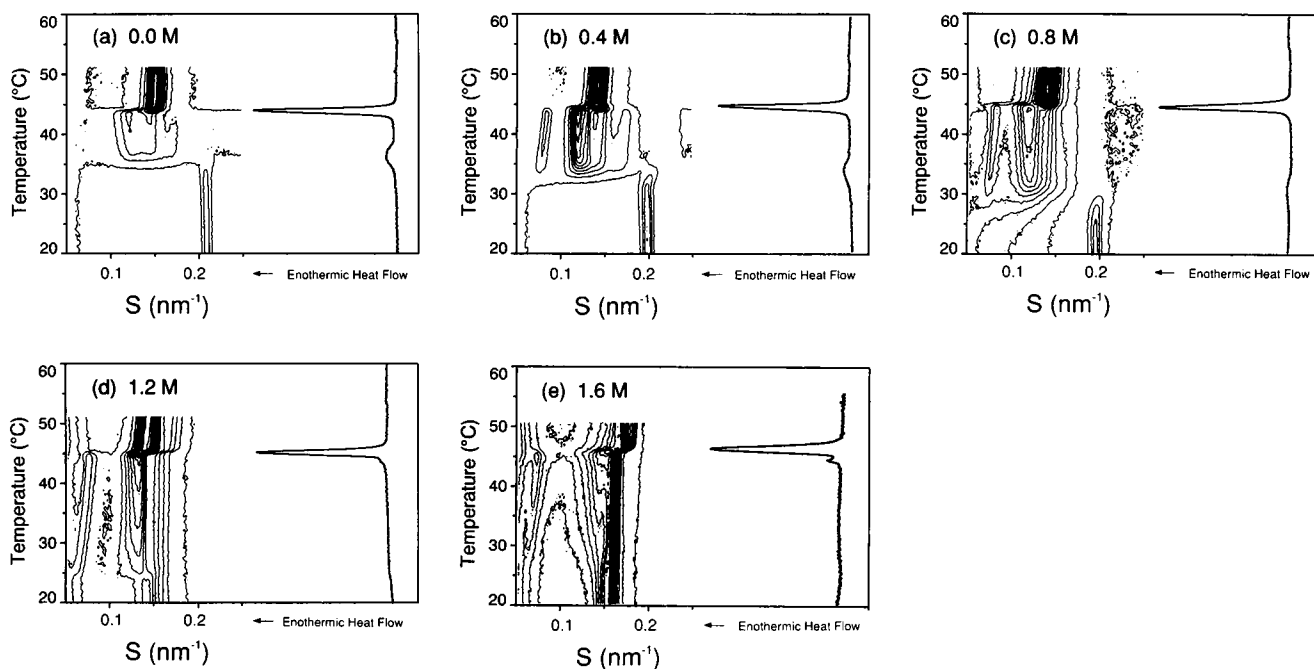 (a) 0.0 M
Temperature (°C)
60
50
40
30
20
0.1
0.2
S (nm⁻¹)
← Enothermic Heat Flow
(b) 0.4 M
Temperature (°C)
60
50
40
30
20
0.1
0.2
S (nm⁻¹)
← Enothermic Heat Flow
(c) 0.8 M
Temperature (°C)
60
50
40
30
20
0.1
0.2
S (nm⁻¹)
← Enothermic Heat Flow
(d) 1.2 M
Temperature (°C)
60
50
40
30
20
0.1
0.2
S (nm⁻¹)
← Enothermic Heat Flow
(e) 1.6 M
Temperature (°C)
60
50
40
30
20
0.1
0.2
S (nm⁻¹)
← Enothermic Heat Flow